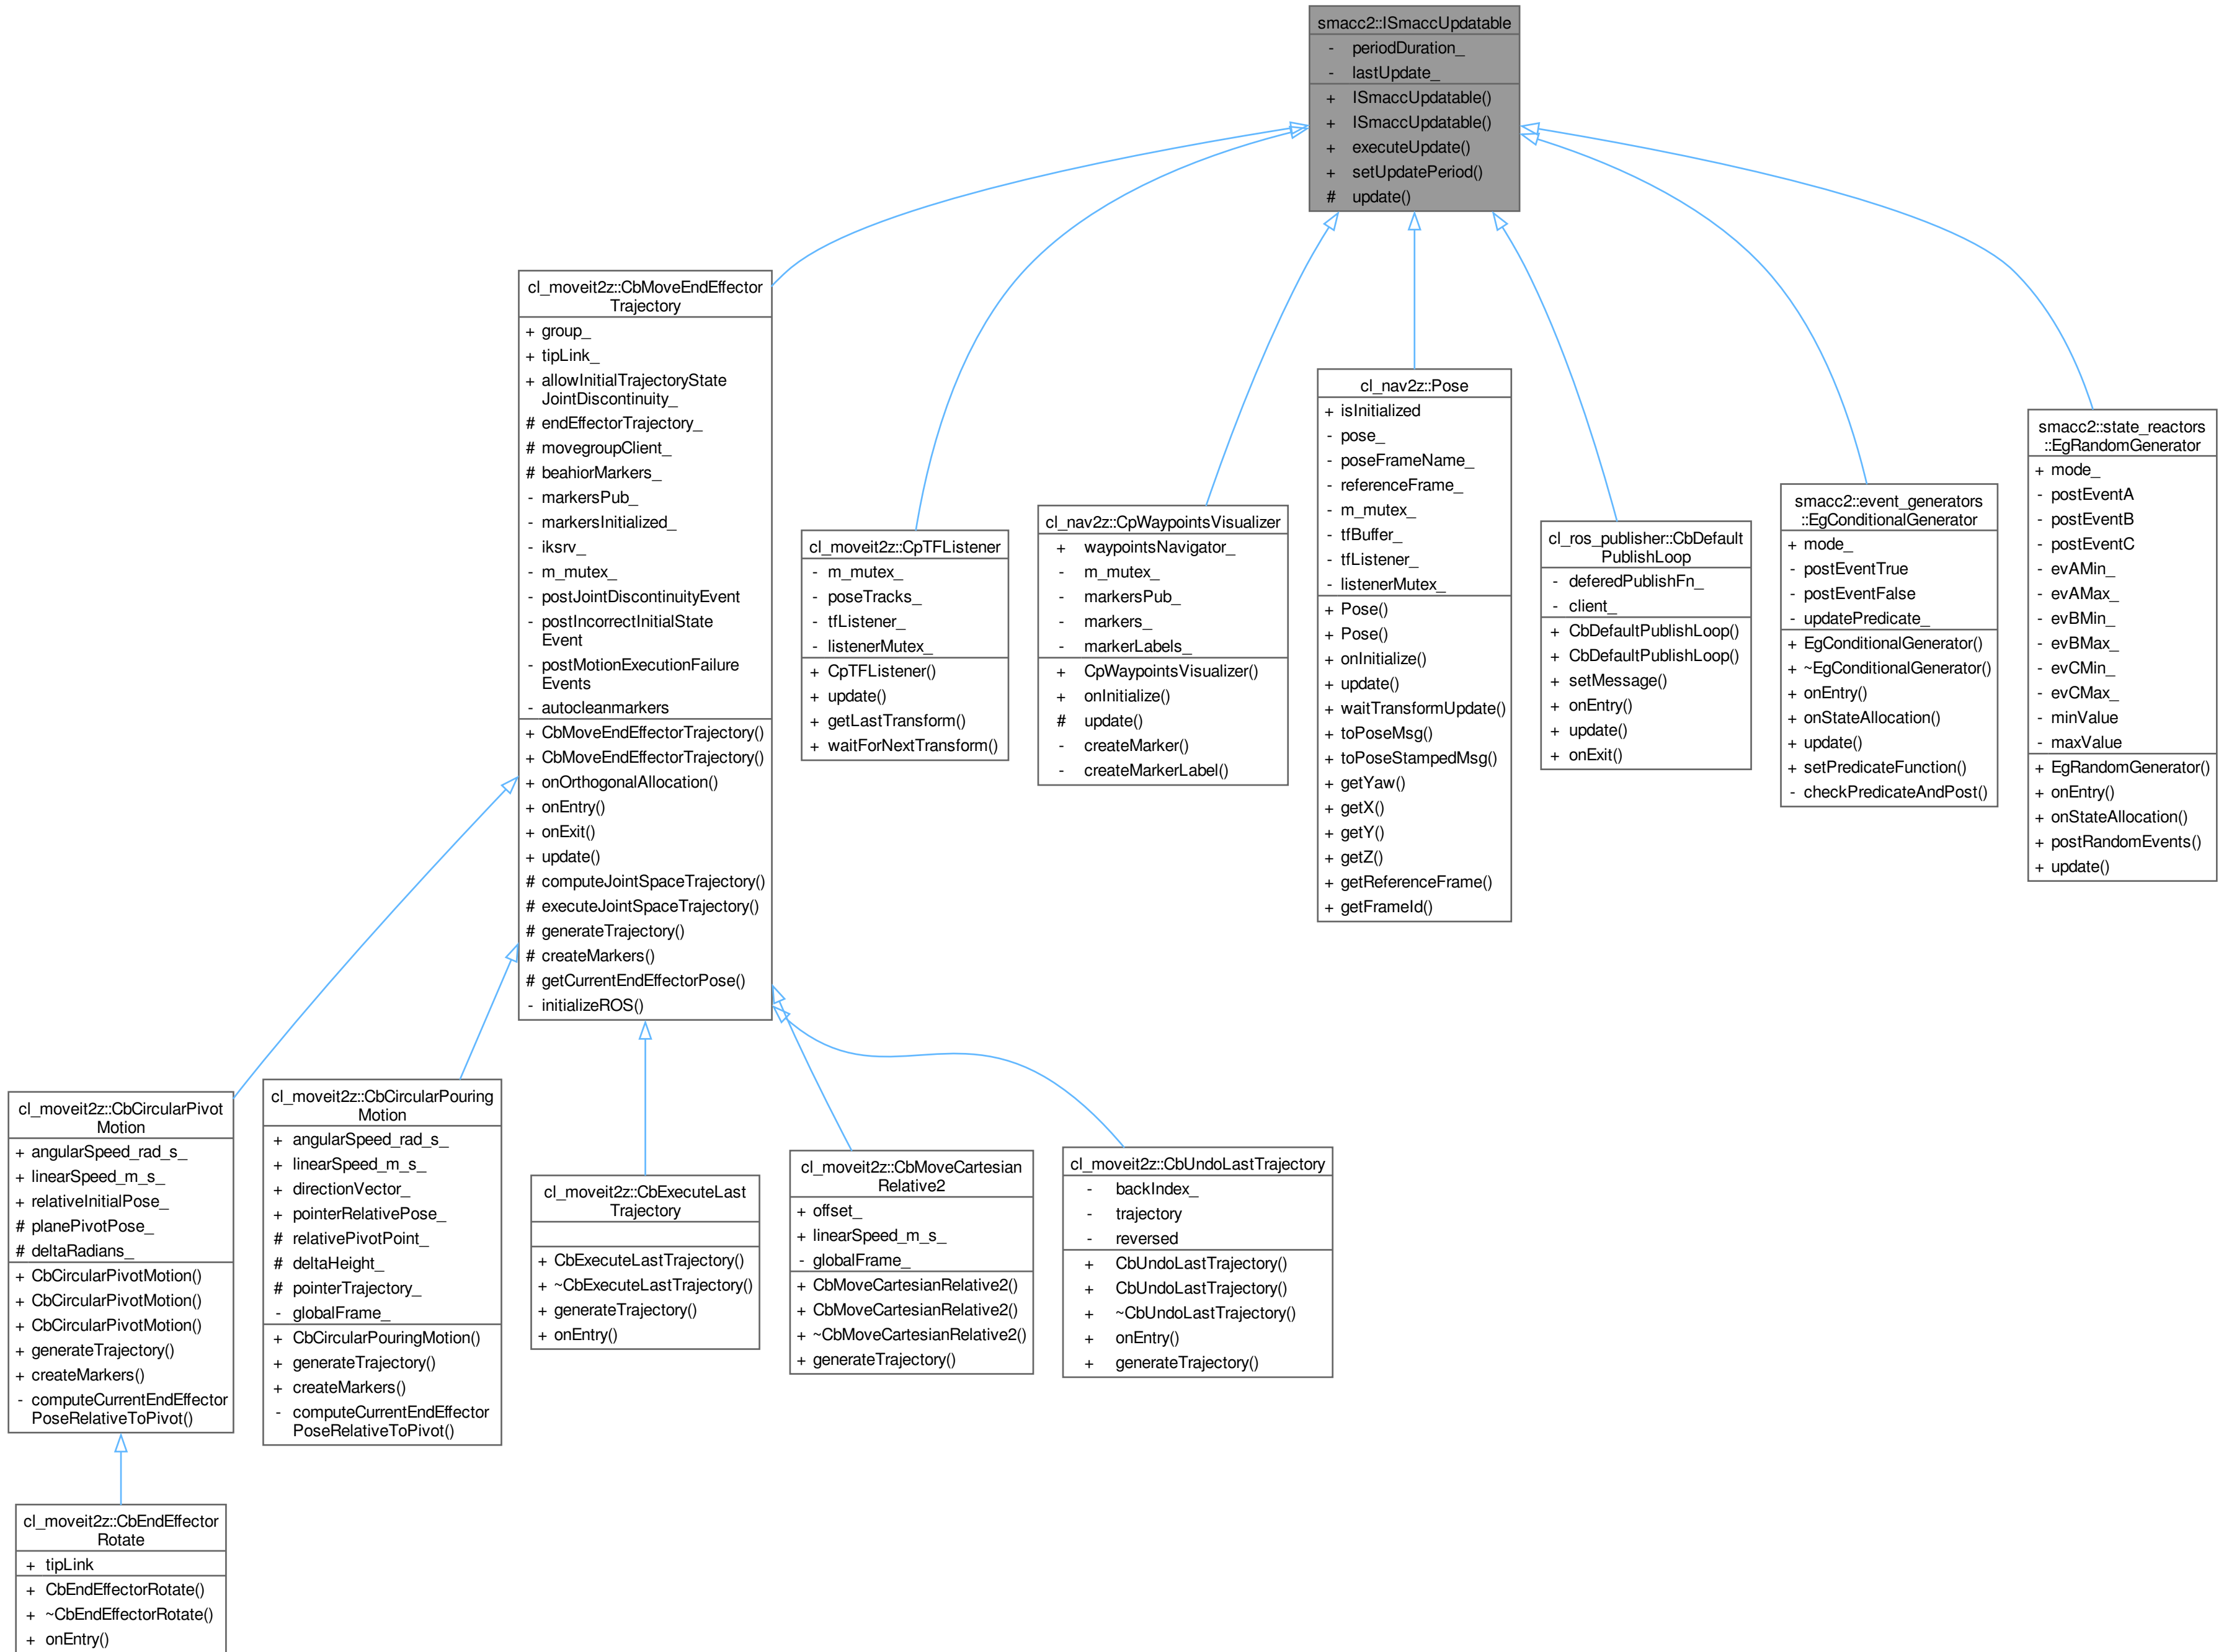 smacc2::ISmaccUpdatable
- periodDuration_
- lastUpdate_
+ ISmaccUpdatable()
+ ISmaccUpdatable()
+ executeUpdate()
+ setUpdatePeriod()
# update()
cl_moveit2z::CbMoveEndEffector
Trajectory
+ group_
+ tipLink_
+ allowInitialTrajectoryState
JointDiscontinuity_
# endEffectorTrajectory_
# movegroupClient_
# beahiorMarkers_
- markersPub_
- markersInitialized_
- iksrv_
- m_mutex_
- postJointDiscontinuityEvent
- postIncorrectInitialState
Event
- postMotionExecutionFailure
Events
- autocleanmarkers
+ CbMoveEndEffectorTrajectory()
+ CbMoveEndEffectorTrajectory()
+ onOrthogonalAllocation()
+ onEntry()
+ onExit()
+ update()
# computeJointSpaceTrajectory()
# executeJointSpaceTrajectory()
# generateTrajectory()
# createMarkers()
# getCurrentEndEffectorPose()
- initializeROS()
cl_moveit2z::CpTFListener
- m_mutex_
- poseTracks_
- tfListener_
- listenerMutex_
+ CpTFListener()
+ update()
+ getLastTransform()
+ waitForNextTransform()
cl_nav2z::CpWaypointsVisualizer
+ waypointsNavigator_
- m_mutex_
- markersPub_
- markers_
- markerLabels_
+ CpWaypointsVisualizer()
+ onInitialize()
# update()
- createMarker()
- createMarkerLabel()
cl_nav2z::Pose
+ isInitialized
- pose_
- poseFrameName_
- referenceFrame_
- m_mutex_
- tfBuffer_
- tfListener_
- listenerMutex_
+ Pose()
+ Pose()
+ onInitialize()
+ update()
+ waitTransformUpdate()
+ toPoseMsg()
+ toPoseStampedMsg()
+ getYaw()
+ getX()
+ getY()
+ getZ()
+ getReferenceFrame()
+ getFrameId()
cl_ros_publisher::CbDefault
PublishLoop
- deferedPublishFn_
- client_
+ CbDefaultPublishLoop()
+ CbDefaultPublishLoop()
+ setMessage()
+ onEntry()
+ update()
+ onExit()
smacc2::event_generators
::EgConditionalGenerator
+ mode_
- postEventTrue
- postEventFalse
- updatePredicate_
+ EgConditionalGenerator()
+ ~EgConditionalGenerator()
+ onEntry()
+ onStateAllocation()
+ update()
+ setPredicateFunction()
- checkPredicateAndPost()
smacc2::state_reactors
::EgRandomGenerator
+ mode_
- postEventA
- postEventB
- postEventC
- evAMin_
- evAMax_
- evBMin_
- evBMax_
- evCMin_
- evCMax_
- minValue
- maxValue
+ EgRandomGenerator()
+ onEntry()
+ onStateAllocation()
+ postRandomEvents()
+ update()
cl_moveit2z::CbCircularPivot
Motion
+ angularSpeed_rad_s_
+ linearSpeed_m_s_
+ relativeInitialPose_
# planePivotPose_
# deltaRadians_
+ CbCircularPivotMotion()
+ CbCircularPivotMotion()
+ CbCircularPivotMotion()
+ generateTrajectory()
+ createMarkers()
- computeCurrentEndEffector
PoseRelativeToPivot()
cl_moveit2z::CbCircularPouring
Motion
+ angularSpeed_rad_s_
+ linearSpeed_m_s_
+ directionVector_
+ pointerRelativePose_
# relativePivotPoint_
# deltaHeight_
# pointerTrajectory_
- globalFrame_
+ CbCircularPouringMotion()
+ generateTrajectory()
+ createMarkers()
- computeCurrentEndEffector
PoseRelativeToPivot()
cl_moveit2z::CbExecuteLast
Trajectory
+ CbExecuteLastTrajectory()
+ ~CbExecuteLastTrajectory()
+ generateTrajectory()
+ onEntry()
cl_moveit2z::CbMoveCartesian
Relative2
+ offset_
+ linearSpeed_m_s_
- globalFrame_
+ CbMoveCartesianRelative2()
+ CbMoveCartesianRelative2()
+ ~CbMoveCartesianRelative2()
+ generateTrajectory()
cl_moveit2z::CbUndoLastTrajectory
- backIndex_
- trajectory
- reversed
+ CbUndoLastTrajectory()
+ CbUndoLastTrajectory()
+ ~CbUndoLastTrajectory()
+ onEntry()
+ generateTrajectory()
cl_moveit2z::CbEndEffector
Rotate
+ tipLink
+ CbEndEffectorRotate()
+ ~CbEndEffectorRotate()
+ onEntry()